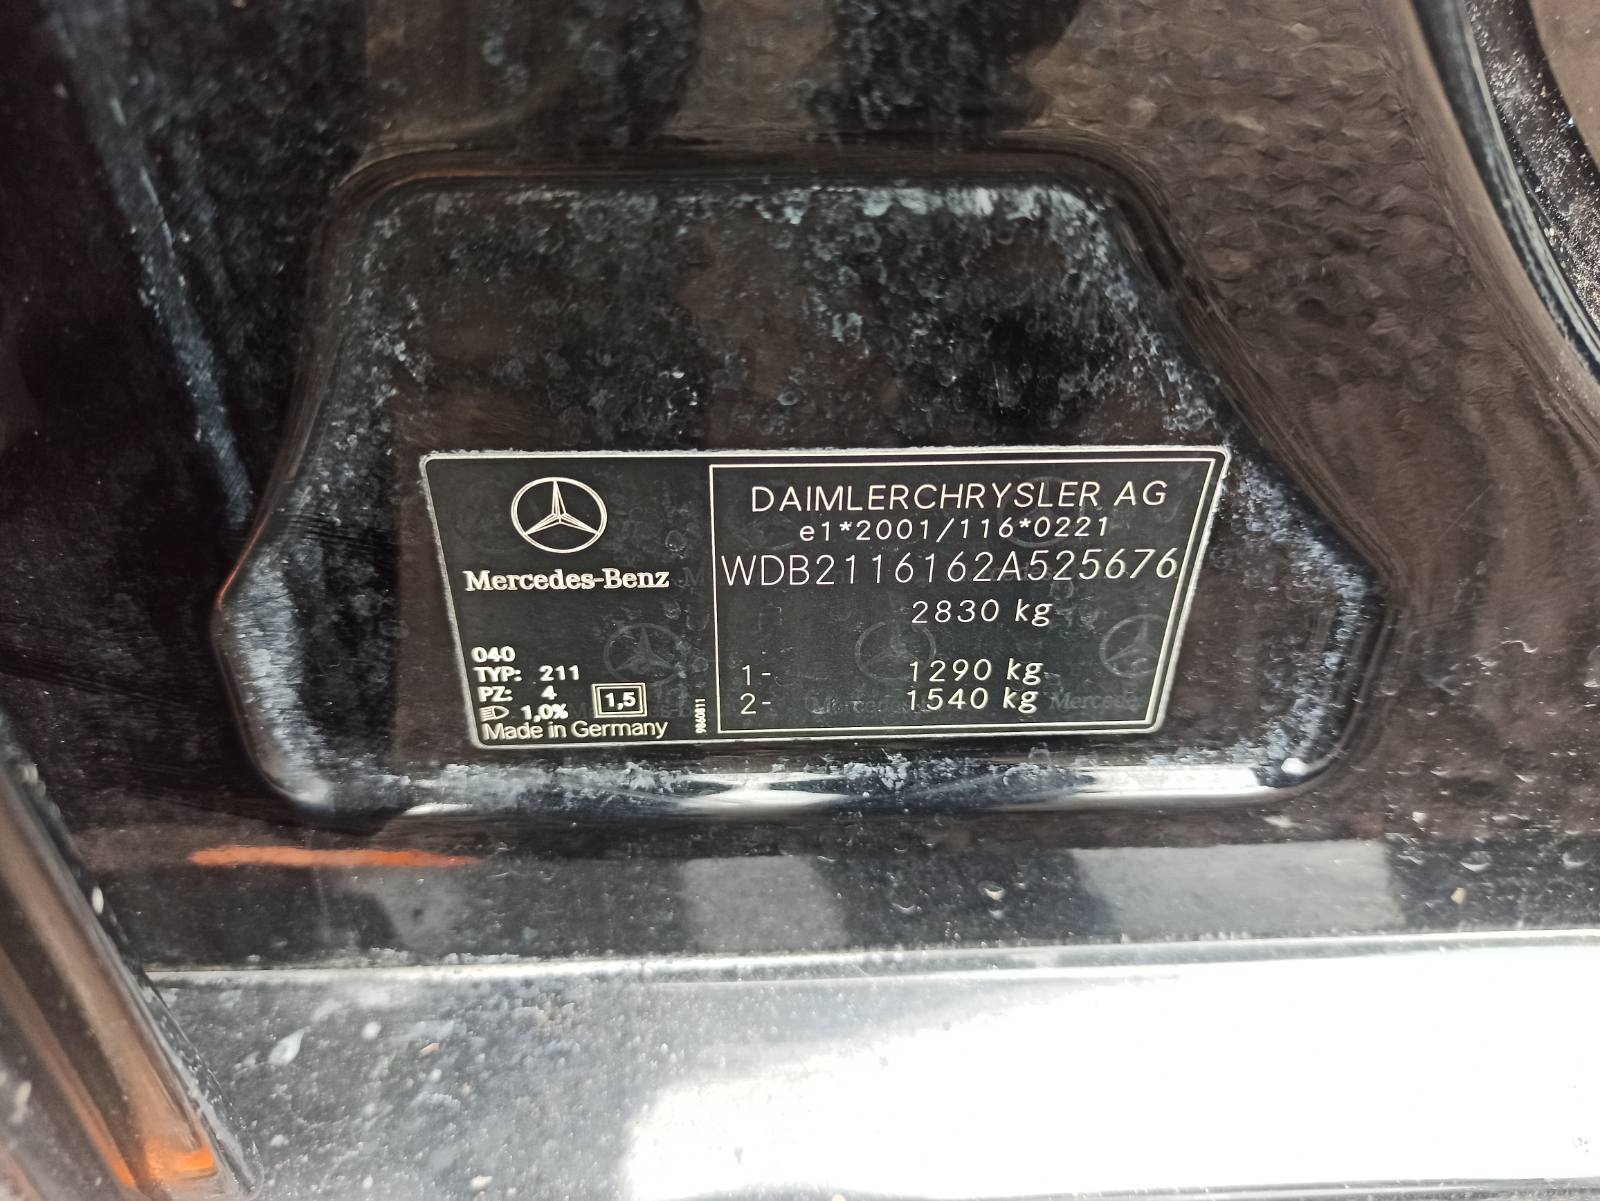 Mercedes-Benz
040
TYP: 211
PZ: 4
1,0%
1,5
Made in Germany
9860811
DAIMLERCHRYSLER AG
e1*2001/116*0221
WDB2116162A525676
2830 kg
1- 1290 kg
2- 1540 kg